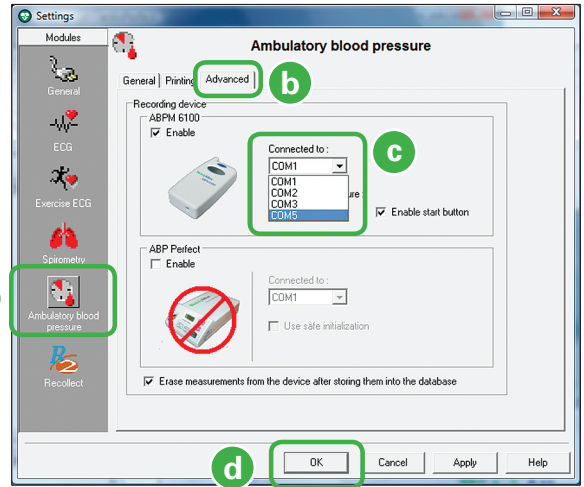 Settings
Modules
General
ECG
Exercise ECG
Spirometry
Ambulatory blood
pressure
R2
Recollect
Ambulatory blood pressure
General
Printing
Advanced
b
Recording device
ABPM 6100
Enable
Connected to :
COM1
c
COM1
COM2
COM3
COM5
Enable start button
ABP Perfect
Enable
Connected to :
COM1
Use safe initialization
Erase measurements from the device after storing them into the database
d
OK
Cancel
Apply
Help